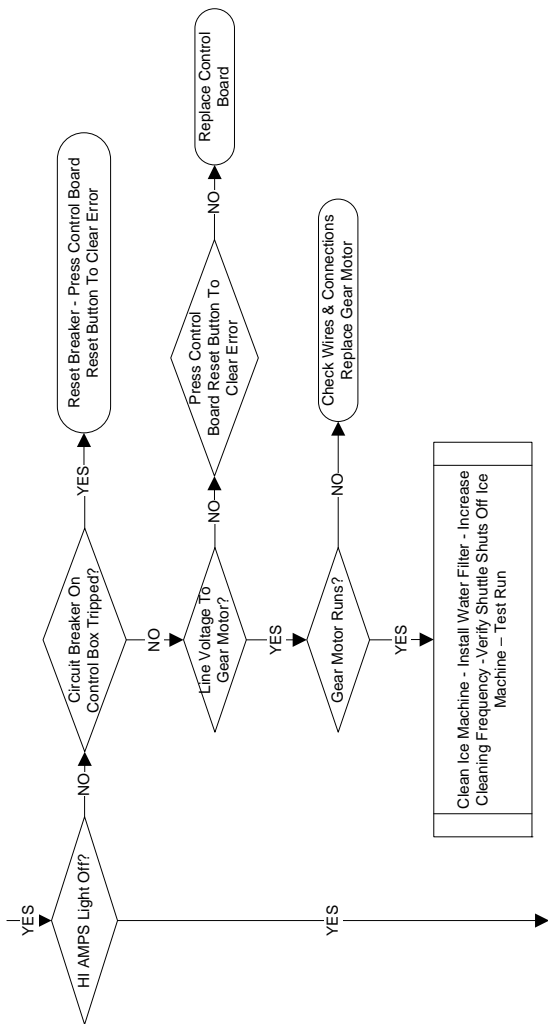 YES
HI AMPS Light Off?
NO
Circuit Breaker On
Control Box Tripped?
YES
Reset Breaker - Press Control Board
Reset Button To Clear Error
NO
Line Voltage To
Gear Motor?
NO
Press Control
Board Reset Button To
Clear Error
NO
Replace Control
Board
YES
Gear Motor Runs?
NO
Check Wires & Connections
Replace Gear Motor
YES
Clean Ice Machine - Install Water Filter - Increase
Cleaning Frequency -Verify Shuttle Shuts Off Ice
Machine – Test Run
YES